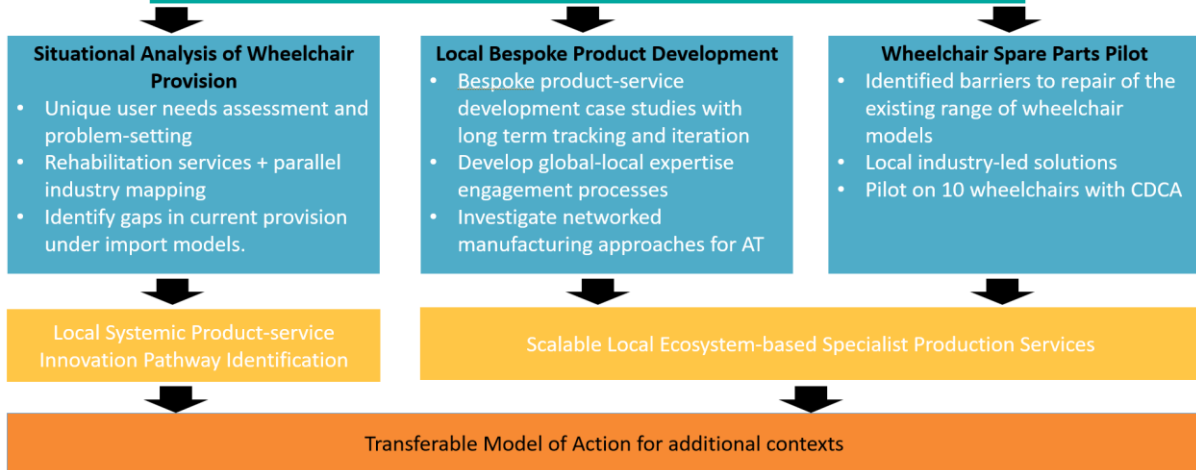 Situational Analysis of Wheelchair
Provision
• Unique user needs assessment and
problem-setting
• Rehabilitation services + parallel
industry mapping
• Identify gaps in current provision
under import models.
Local Bespoke Product Development
• Bespoke product-service
development case studies with
long term tracking and iteration
• Develop global-local expertise
engagement processes
• Investigate networked
manufacturing approaches for AT
Wheelchair Spare Parts Pilot
• Identified barriers to repair of the
existing range of wheelchair
models
• Local industry-led solutions
• Pilot on 10 wheelchairs with CDCA
Local Systemic Product-service
Innovation Pathway Identification
Scalable Local Ecosystem-based Specialist Production Services
Transferable Model of Action for additional contexts